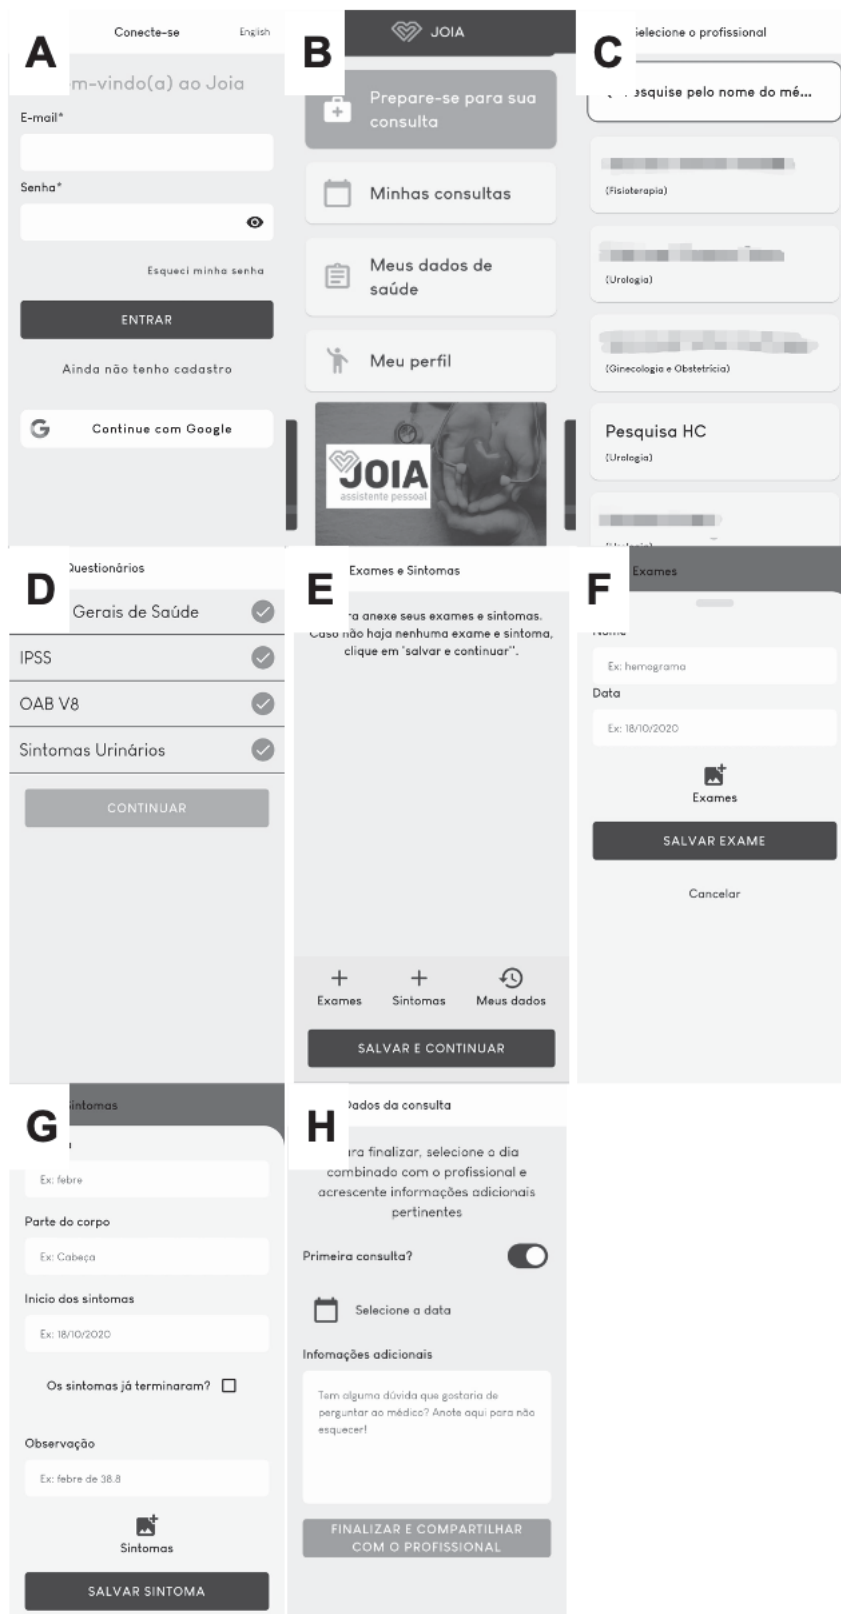 A
Conecte-se
English
m-vindo(a) ao Joia
E-mail*
Senha*
Esqueci minha senha
ENTRAR
Ainda não tenho cadastro
G
Continue com Google
B
JOIA
Prepare-se para sua
consulta
Minhas consultas
Meus dados de
saúde
Meu perfil
JOIA
assistente pessoal
C
elecione o profissional
esquise pelo nome do mé...
(Fisioterapia)
(Urologia)
(Ginecologia e Obstetrícia)
Pesquisa HC
(Urologia)
D
Questionários
Gerais de Saúde
IPSS
OAB V8
Sintomas Urinários
CONTINUAR
E
Exames e Sintomas
ra anexe seus exames e sintomas.
Caso não haja nenhuma exame e sintoma,
clique em "salvar e continuar".
Exames
Sintomas
Meus dados
SALVAR E CONTINUAR
F
Exames
Ex: hemograma
Data
Ex: 18/10/2020
Exames
SALVAR EXAME
Cancelar
G
intomas
Ex: febre
Parte do corpo
Ex: Cabeça
Inicio dos sintomas
Ex: 18/10/2020
Os sintomas já terminaram?
Observação
Ex: febre de 38.8
Sintomas
SALVAR SINTOMA
H
Dados da consulta
ara finalizar, selecione o dia
combinado com o profissional e
acrescente informações adicionais
pertinentes
Primeira consulta?
Selecione a data
Infomações adicionais
Tem alguma dúvida que gostaria de
perguntar ao médico? Anote aqui para não
esquecer!
FINALIZAR E COMPARTILHAR
COM O PROFISSIONAL